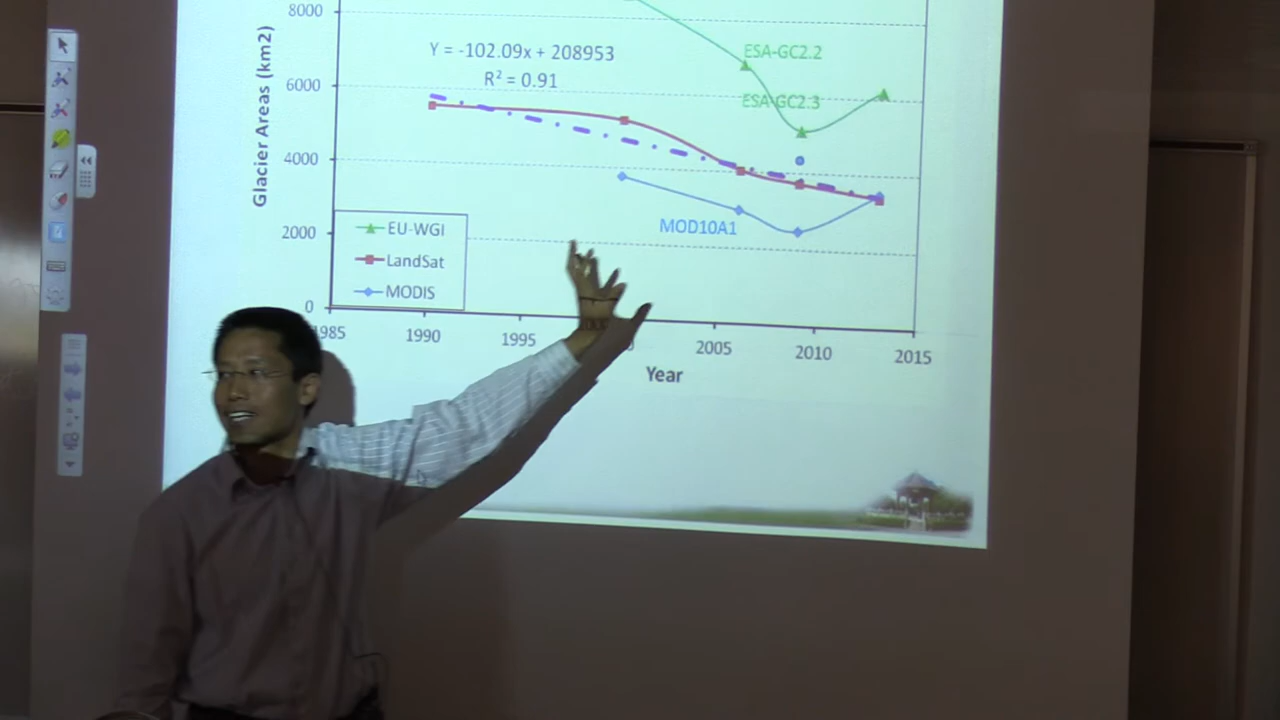 8000
Y = -102.09x + 208953
R² = 0.91
ESA-GC2.2
6000
ESA-GC2.3
Glacier Areas (km2)
4000
MOD10A1
2000
EU-WGI
LandSat
MODIS
0
1985
1990
1995
2005
2010
2015
Year